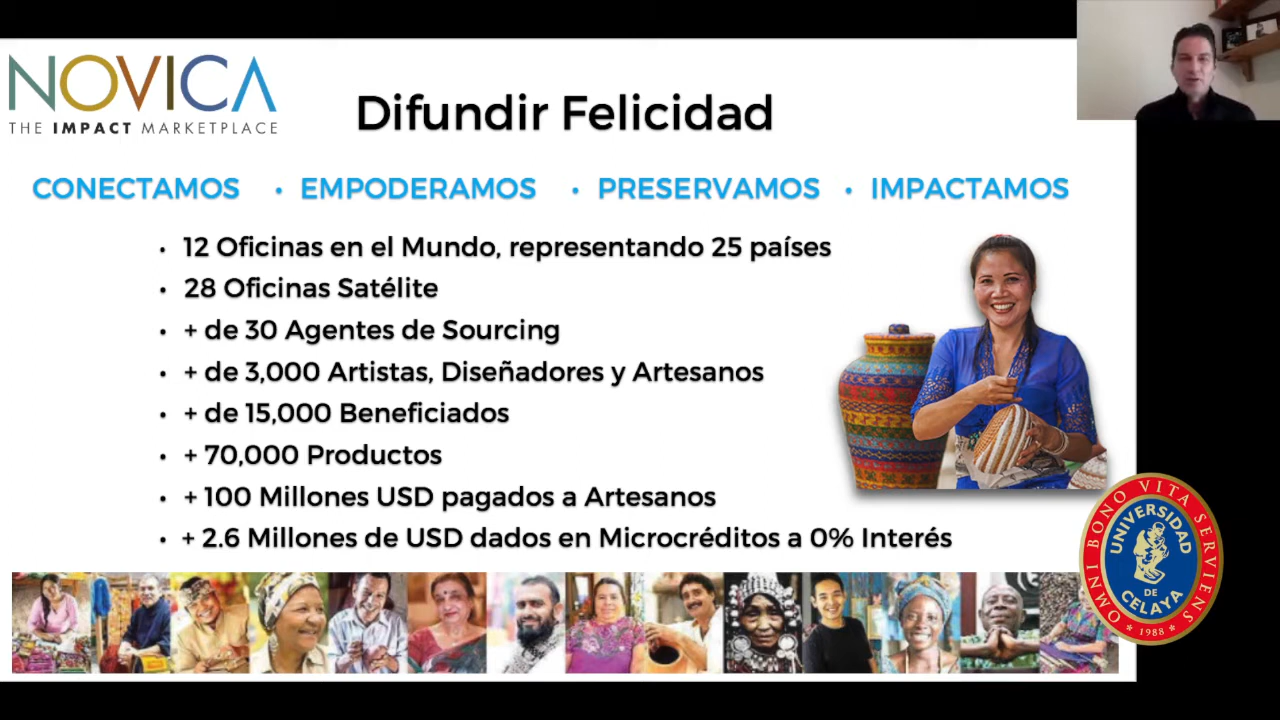 NOVICA
THE IMPACT MARKETPLACE
Difundir Felicidad
CONECTAMOS • EMPODERAMOS • PRESERVAMOS • IMPACTAMOS
• 12 Oficinas en el Mundo, representando 25 países
• 28 Oficinas Satélite
• + de 30 Agentes de Sourcing
• + de 3,000 Artistas, Diseñadores y Artesanos
• + de 15,000 Beneficiados
• + 70,000 Productos
• + 100 Millones USD pagados a Artesanos
• + 2.6 Millones de USD dados en Microcréditos a 0% Interés
OMNI BONO VITA SERVIENS
UNIVERSIDAD
DE
CELAYA
* 1988 *